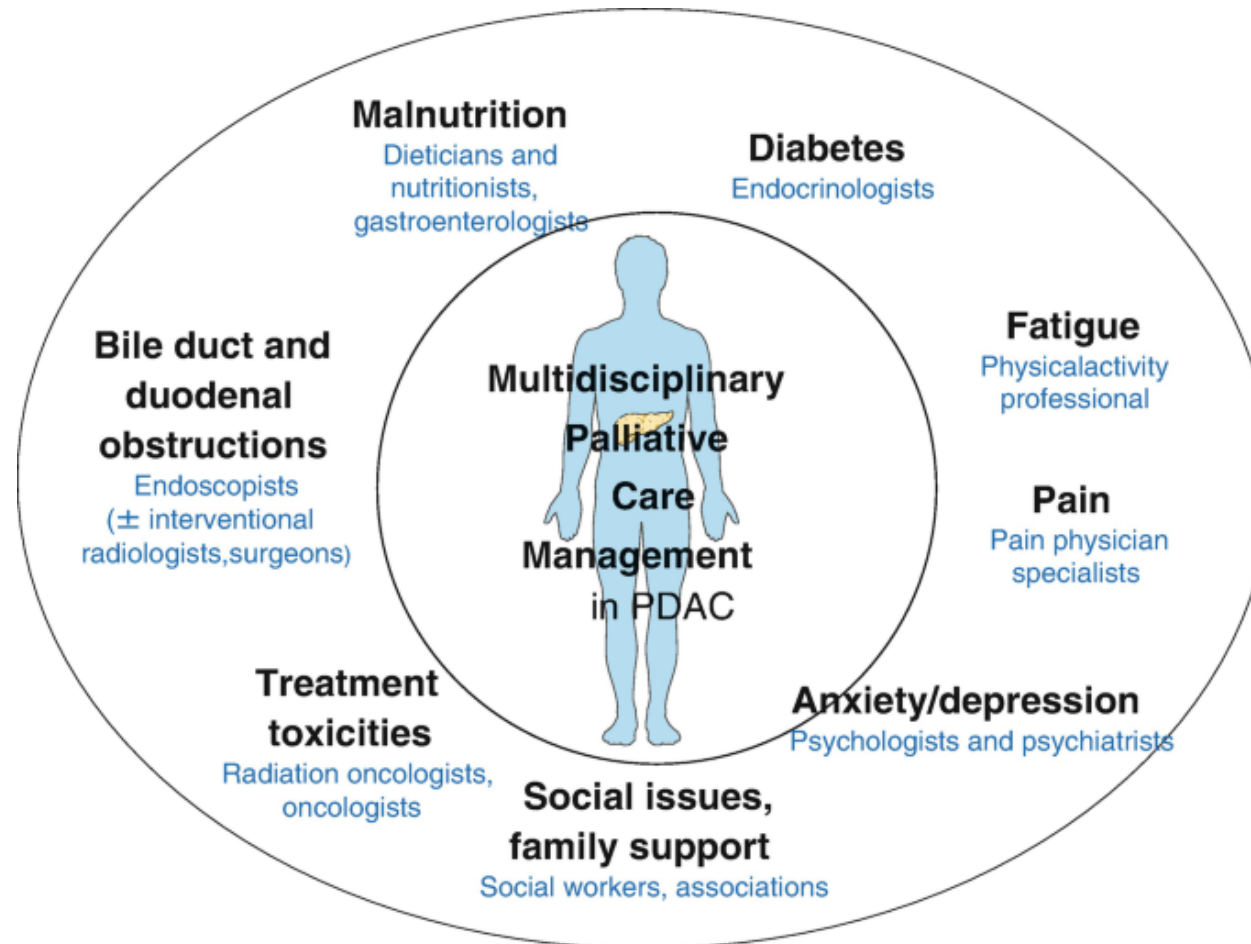 Malnutrition
Dieticians and
nutritionists,
gastroenterologists
Diabetes
Endocrinologists
Fatigue
Physicalactivity
professional
Bile duct and
duodenal
obstructions
Endoscopists
(± interventional
radiologists,surgeons)
Multidisciplinary
Palliative
Care
Management
in PDAC
Pain
Pain physician
specialists
Treatment
toxicities
Radiation oncologists,
oncologists
Anxiety/depression
Psychologists and psychiatrists
Social issues,
family support
Social workers, associations